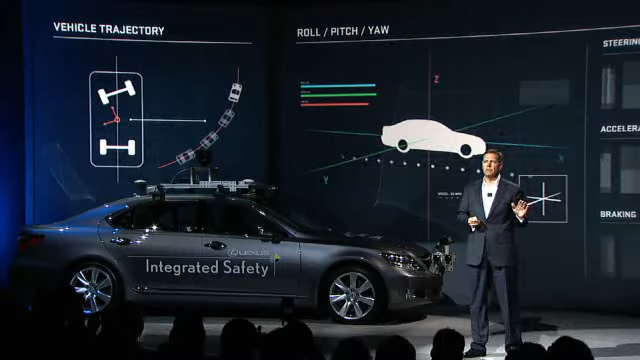 VEHICLE TRAJECTORY
ROLL / PITCH / YAW
STEERING
Z
ACCELERA
Y
BRAKING
LEXUS
Integrated Safety